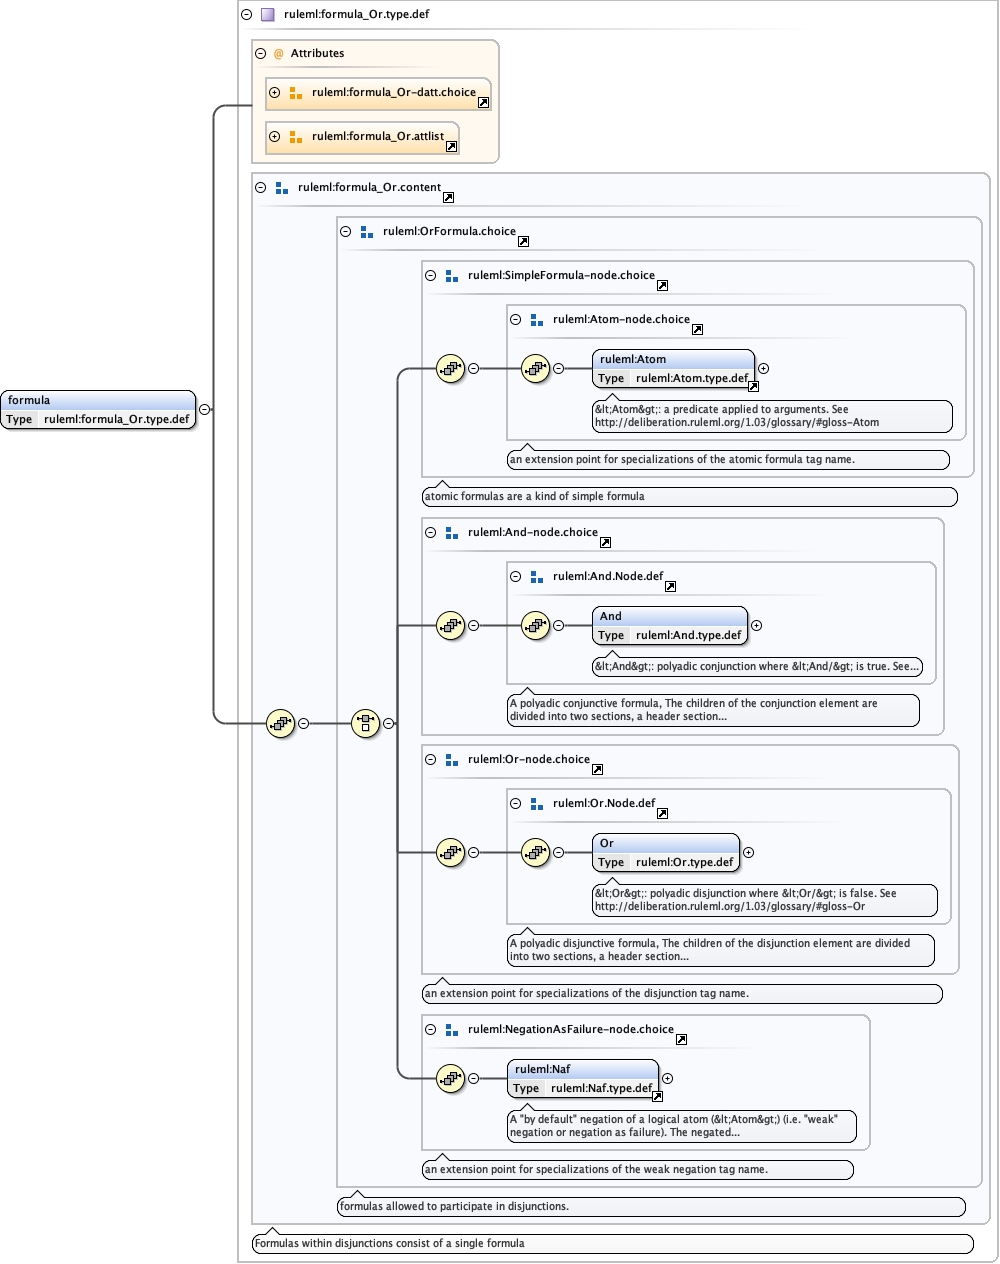 ruleml:formula_Or.type.def
@ Attributes
ruleml:formula_Or-datt.choice
ruleml:formula_Or.attlist
ruleml:formula_Or.content
ruleml:OrFormula.choice
ruleml:SimpleFormula-node.choice
ruleml:Atom-node.choice
ruleml:Atom
Type ruleml:Atom.type.def
&lt;Atom&gt;: a predicate applied to arguments. See
http://deliberation.ruleml.org/1.03/glossary/#gloss-Atom
formula
Type ruleml:formula_Or.type.def
an extension point for specializations of the atomic formula tag name.
atomic formulas are a kind of simple formula
ruleml:And-node.choice
ruleml:And.Node.def
And
Type ruleml:And.type.def
&lt;And&gt;: polyadic conjunction where &lt;And/&gt; is true. See...
A polyadic conjunctive formula, The children of the conjunction element are
divided into two sections, a header section...
ruleml:Or-node.choice
ruleml:Or.Node.def
Or
Type ruleml:Or.type.def
&lt;Or&gt;: polyadic disjunction where &lt;Or/&gt; is false. See
http://deliberation.ruleml.org/1.03/glossary/#gloss-Or
A polyadic disjunctive formula, The children of the disjunction element are divided
into two sections, a header section...
an extension point for specializations of the disjunction tag name.
ruleml:NegationAsFailure-node.choice
ruleml:Naf
Type ruleml:Naf.type.def
A "by default" negation of a logical atom (&lt;Atom&gt;) (i.e. "weak"
negation or negation as failure). The negated...
an extension point for specializations of the weak negation tag name.
formulas allowed to participate in disjunctions.
Formulas within disjunctions consist of a single formula